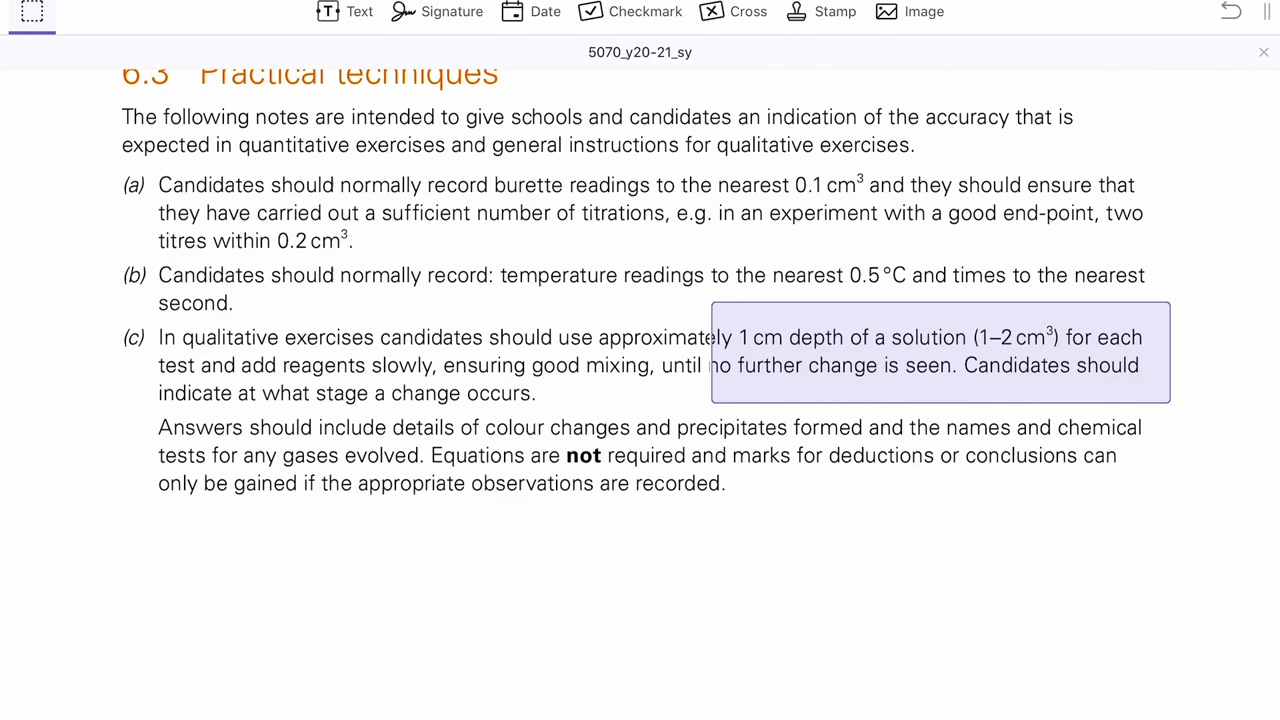 Text Signature Date Checkmark Cross Stamp Image
5070_y20-21_sy
6.3 Practical techniques
The following notes are intended to give schools and candidates an indication of the accuracy that is
expected in quantitative exercises and general instructions for qualitative exercises.
(a) Candidates should normally record burette readings to the nearest 0.1 cm³ and they should ensure that
they have carried out a sufficient number of titrations, e.g. in an experiment with a good end-point, two
titres within 0.2 cm³.
(b) Candidates should normally record: temperature readings to the nearest 0.5 °C and times to the nearest
second.
(c) In qualitative exercises candidates should use approximately 1 cm depth of a solution (1–2 cm³) for each
test and add reagents slowly, ensuring good mixing, until no further change is seen. Candidates should
indicate at what stage a change occurs.
Answers should include details of colour changes and precipitates formed and the names and chemical
tests for any gases evolved. Equations are not required and marks for deductions or conclusions can
only be gained if the appropriate observations are recorded.